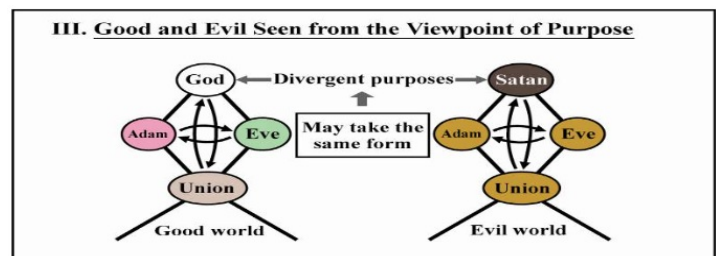 III. Good and Evil Seen from the Viewpoint of Purpose
God
Divergent purposes
Satan
Adam
Eve
May take the
same form
Adam
Eve
Union
Union
Good world
Evil world